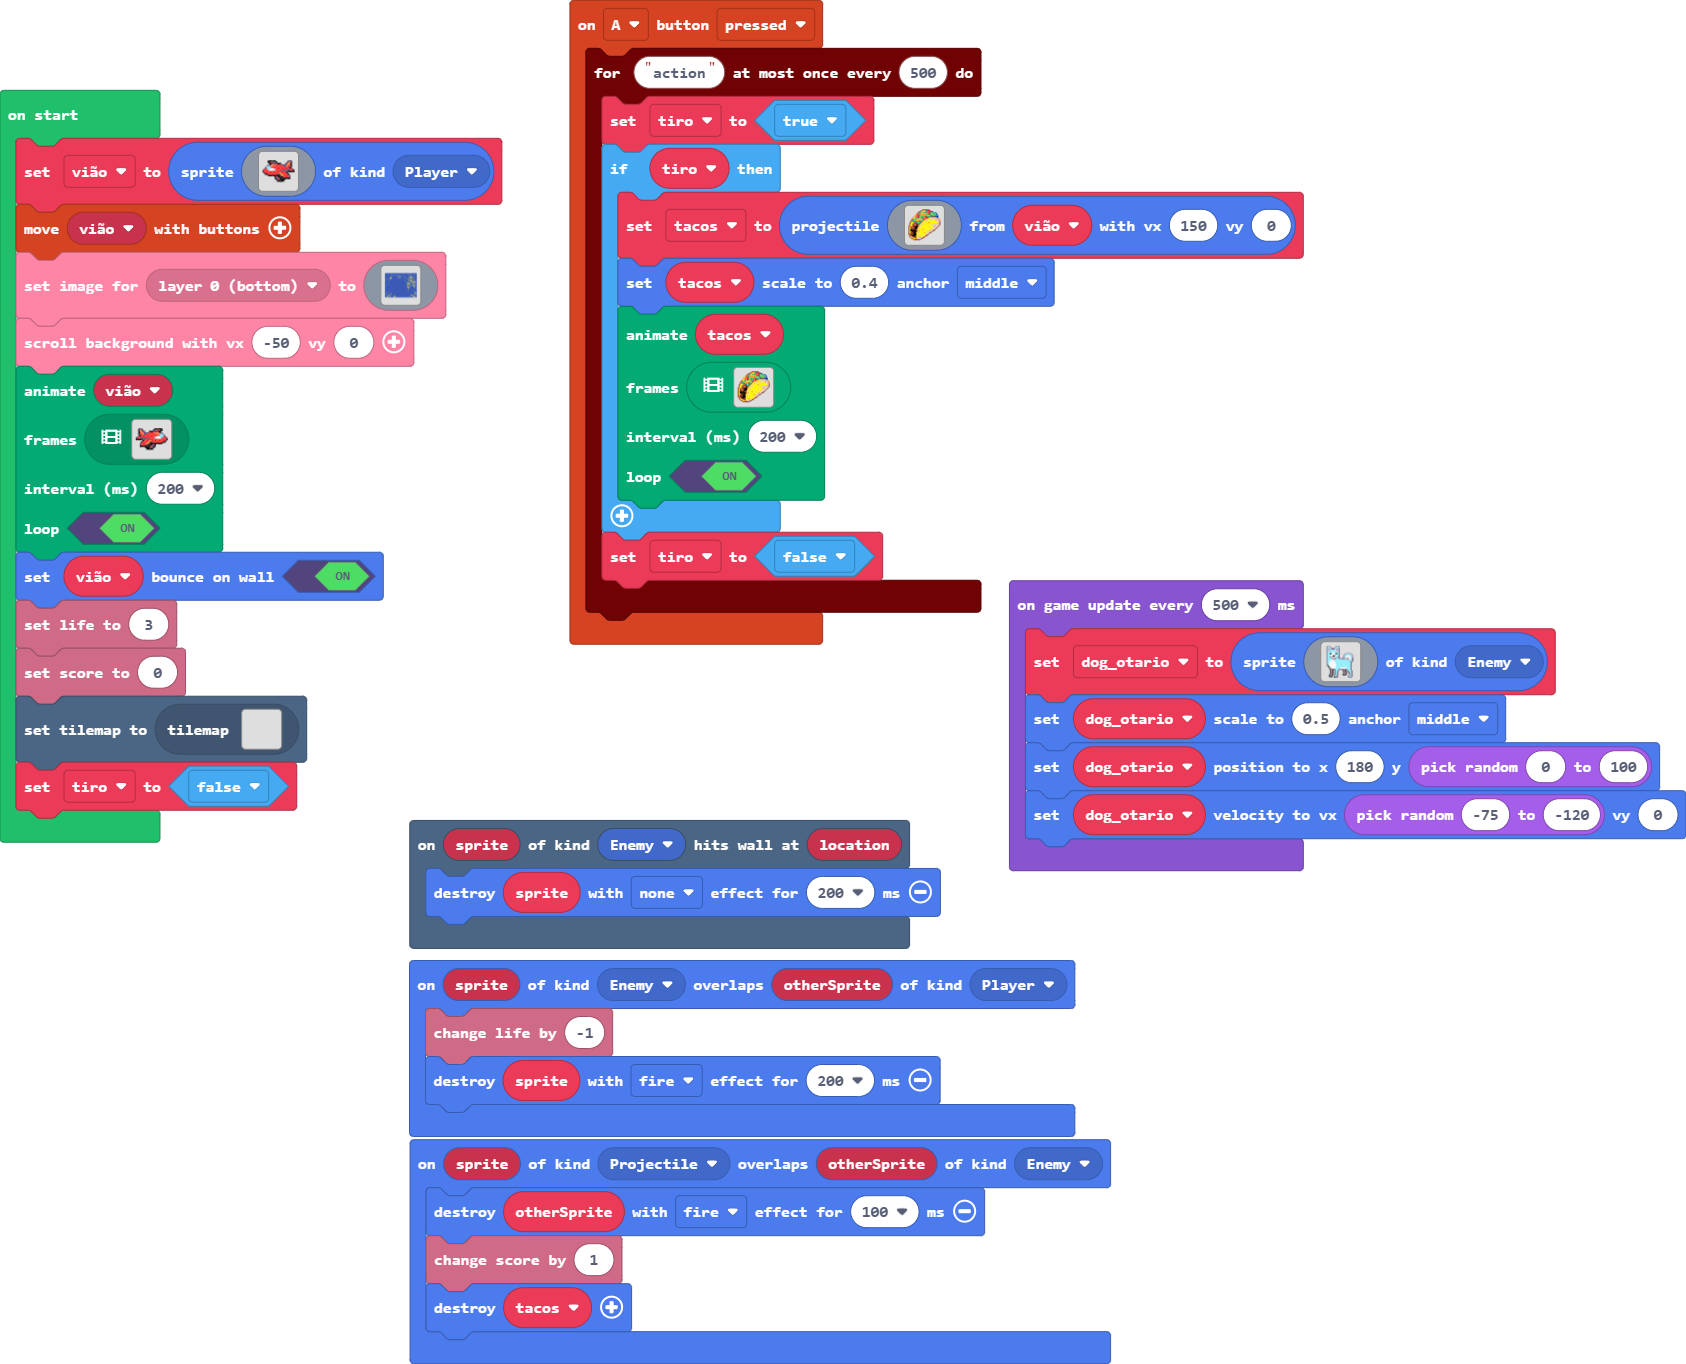 on start
set vião to sprite of kind Player
move vião with buttons
set image for layer 0 (bottom) to
scroll background with vx -50 vy 0
animate vião
frames
interval (ms) 200
loop ON
set vião bounce on wall ON
set life to 3
set score to 0
set tilemap to tilemap
set tiro to false
on A button pressed
for "action" at most once every 500 do
set tiro to true
if tiro then
set tacos to projectile from vião with vx 150 vy 0
set tacos scale to 0.4 anchor middle
animate tacos
frames
interval (ms) 200
loop ON
set tiro to false
on game update every 500 ms
set dog_otario to sprite of kind Enemy
set dog_otario scale to 0.5 anchor middle
set dog_otario position to x 180 y pick random 0 to 100
set dog_otario velocity to vx pick random -75 to -120 vy 0
on sprite of kind Enemy hits wall at location
destroy sprite with none effect for 200 ms
on sprite of kind Enemy overlaps otherSprite of kind Player
change life by -1
destroy sprite with fire effect for 200 ms
on sprite of kind Projectile overlaps otherSprite of kind Enemy
destroy otherSprite with fire effect for 100 ms
change score by 1
destroy tacos